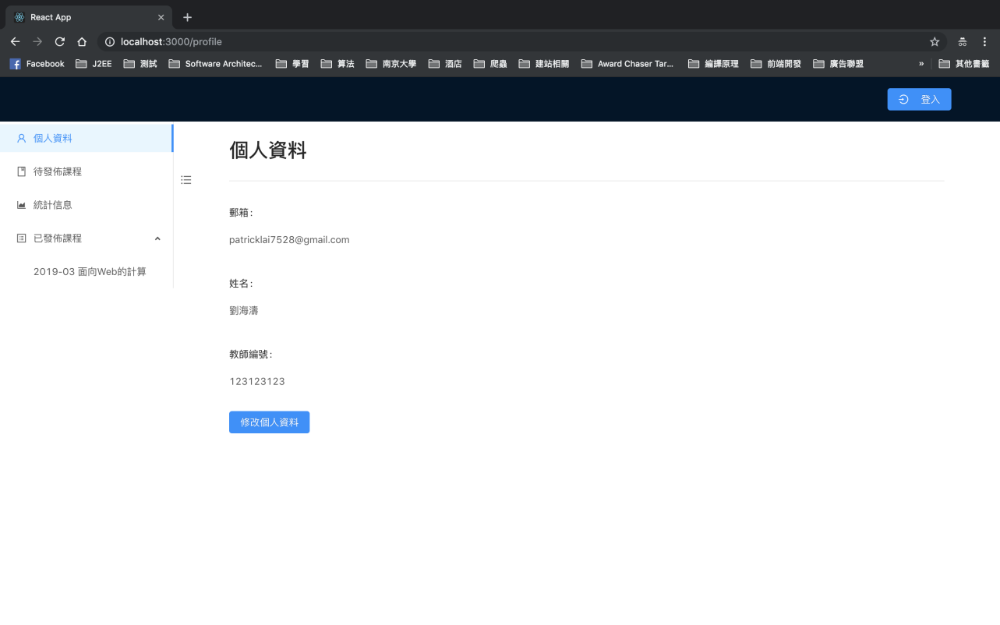 React App
localhost:3000/profile
Facebook J2EE 測試 Software Architec... 學習 算法 南京大學 酒店 爬蟲 建站相關 Award Chaser Tar... 編譯原理 前端開發 廣告聯盟 » 其他書籤
登入
個人資料
待發佈課程
統計信息
已發佈課程
2019-03 面向Web的計算
個人資料
郵箱:
patricklai7528@gmail.com
姓名:
劉海濤
教師編號:
123123123
修改個人資料